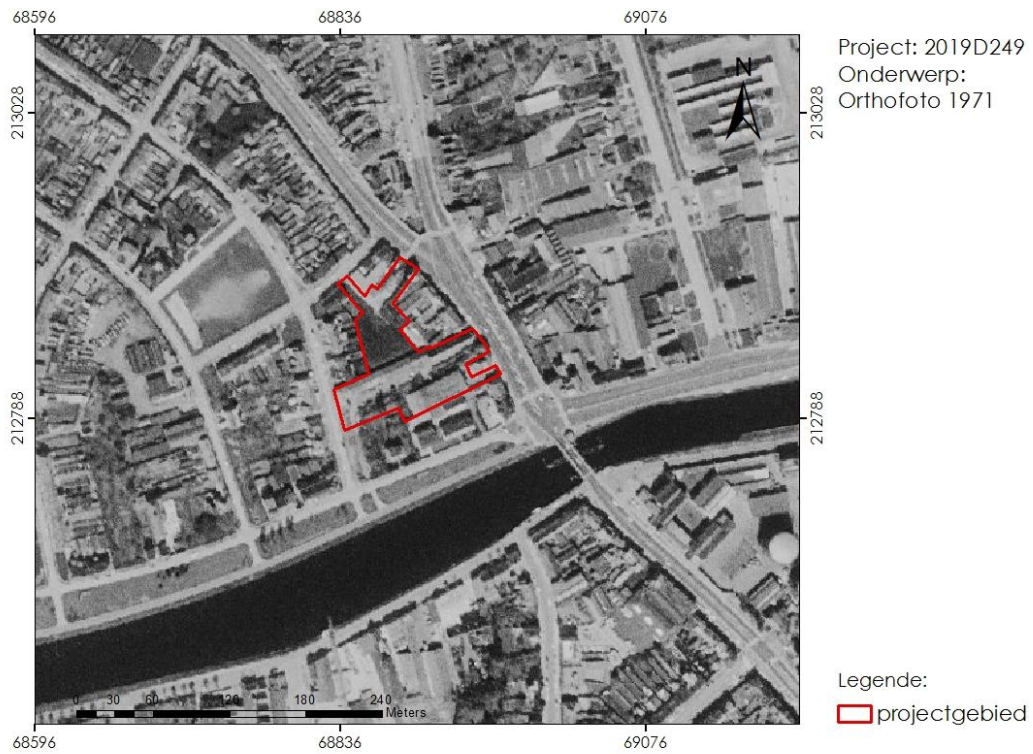 68596 68836 69076
Project: 2019D249
Onderwerp:
Orthofoto 1971
N
213028 213028
212788 212788
0 30 60 120 180 240
Meters
Legende:
projectgebied
68596 68836 69076